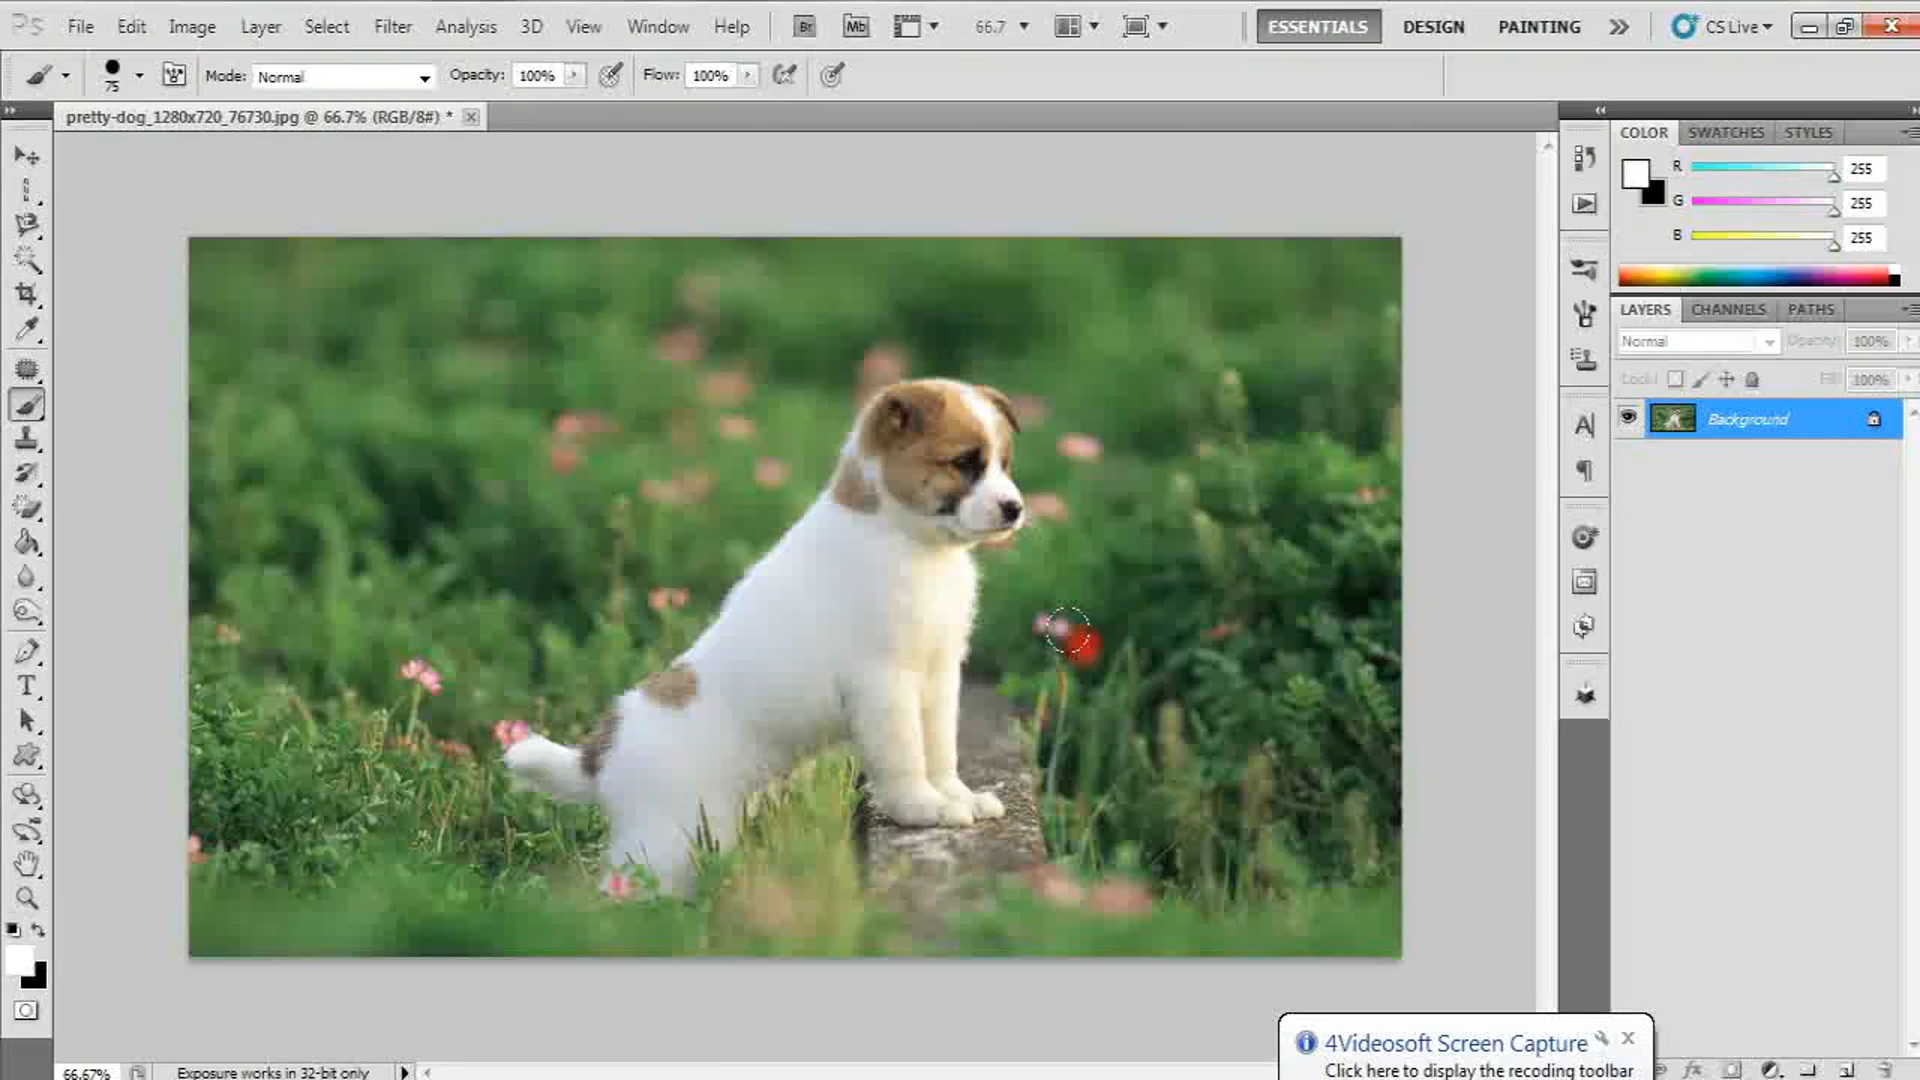 PS File Edit Image Layer Select Filter Analysis 3D View Window Help Br Mb 66.7 ESSENTIALS DESIGN PAINTING CS Live
75 Mode: Normal Opacity: 100% Flow: 100%
pretty-dog_1280x720_76730.jpg @ 66.7% (RGB/8#) *
COLOR SWATCHES STYLES
R 255
G 255
B 255
LAYERS CHANNELS PATHS
Normal Opacity: 100%
Lock: Fill: 100%
Background
4Videosoft Screen Capture
Click here to display the recoding toolbar
66.67% Exposure works in 32-bit only